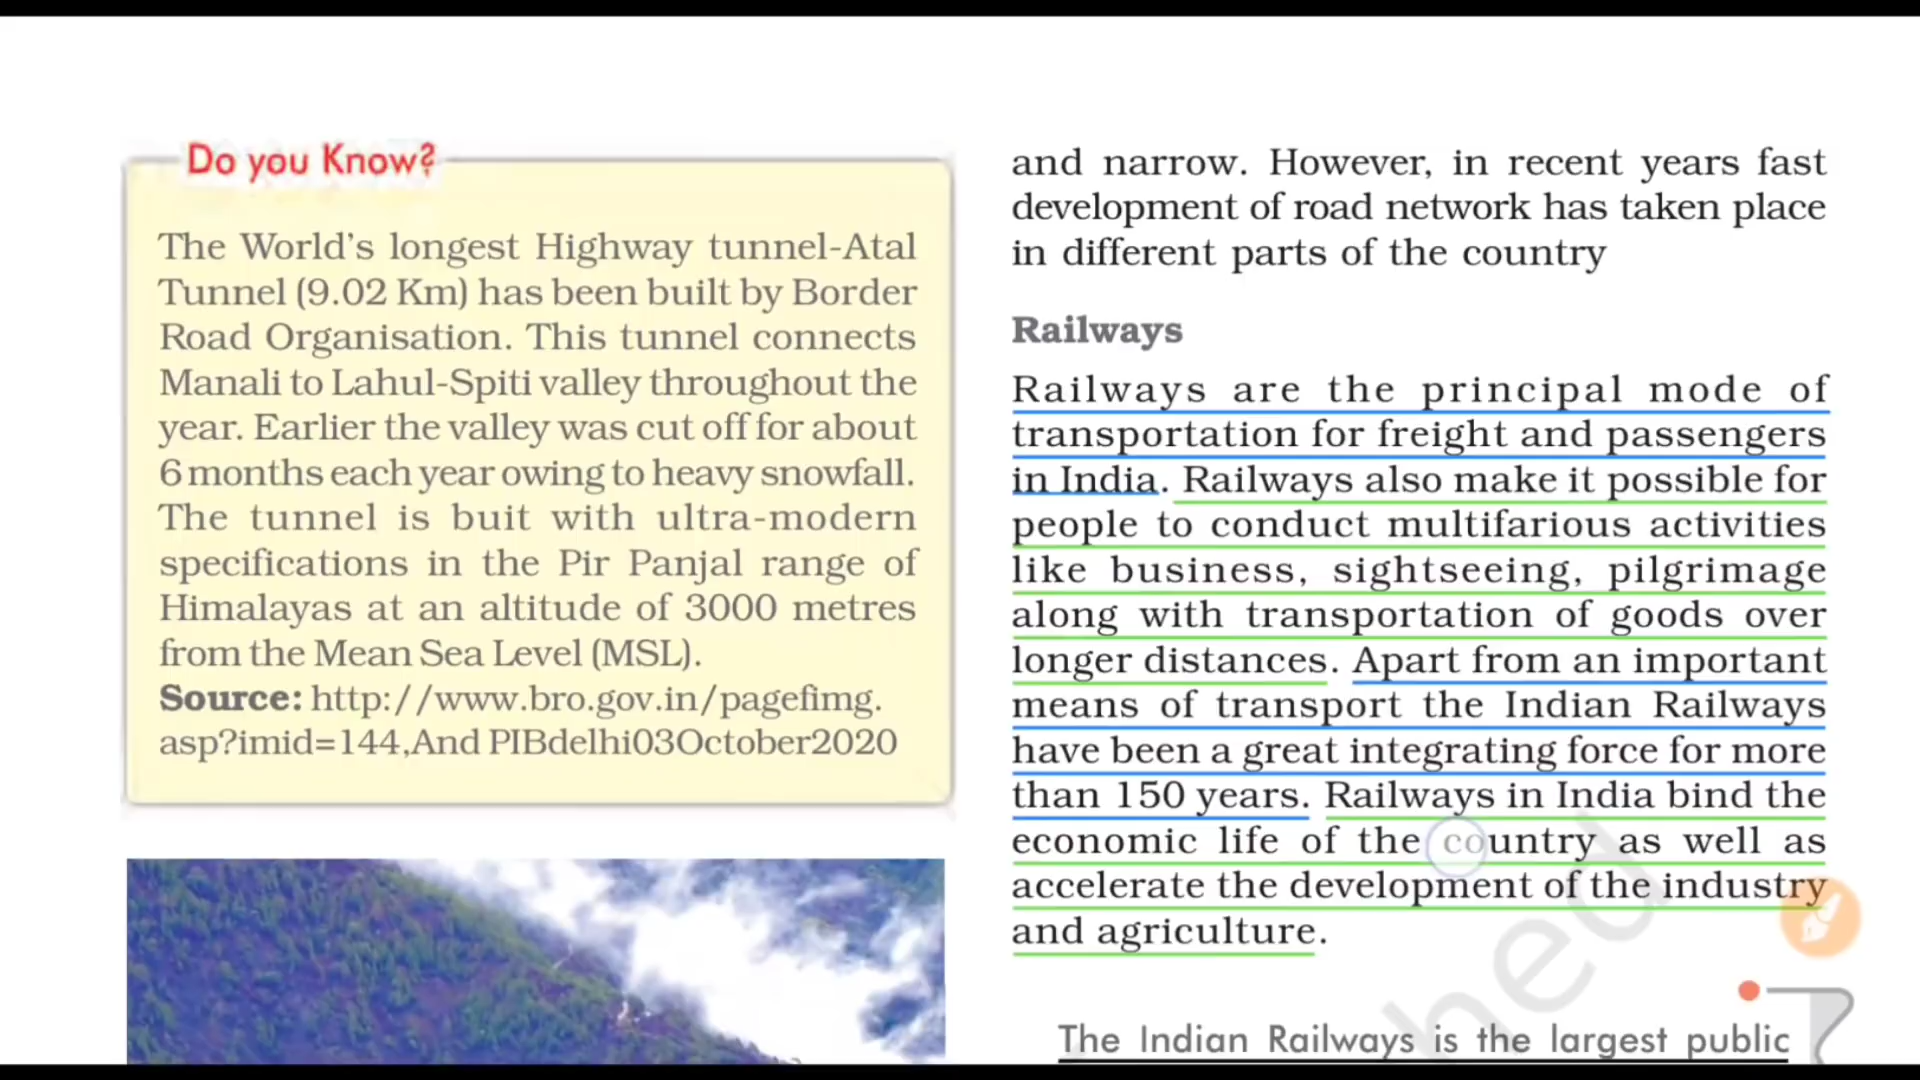 Do you Know?
The World's longest Highway tunnel-Atal
Tunnel (9.02 Km) has been built by Border
Road Organisation. This tunnel connects
Manali to Lahul-Spiti valley throughout the
year. Earlier the valley was cut off for about
6 months each year owing to heavy snowfall.
The tunnel is buit with ultra-modern
specifications in the Pir Panjal range of
Himalayas at an altitude of 3000 metres
from the Mean Sea Level (MSL).
Source: http://www.bro.gov.in/pagefimg.
asp?imid=144,And PIBdelhi03October2020
and narrow. However, in recent years fast
development of road network has taken place
in different parts of the country
Railways
Railways are the principal mode of
transportation for freight and passengers
in India. Railways also make it possible for
people to conduct multifarious activities
like business, sightseeing, pilgrimage
along with transportation of goods over
longer distances. Apart from an important
means of transport the Indian Railways
have been a great integrating force for more
than 150 years. Railways in India bind the
economic life of the country as well as
accelerate the development of the industry
and agriculture.
The Indian Railways is the largest public
hed